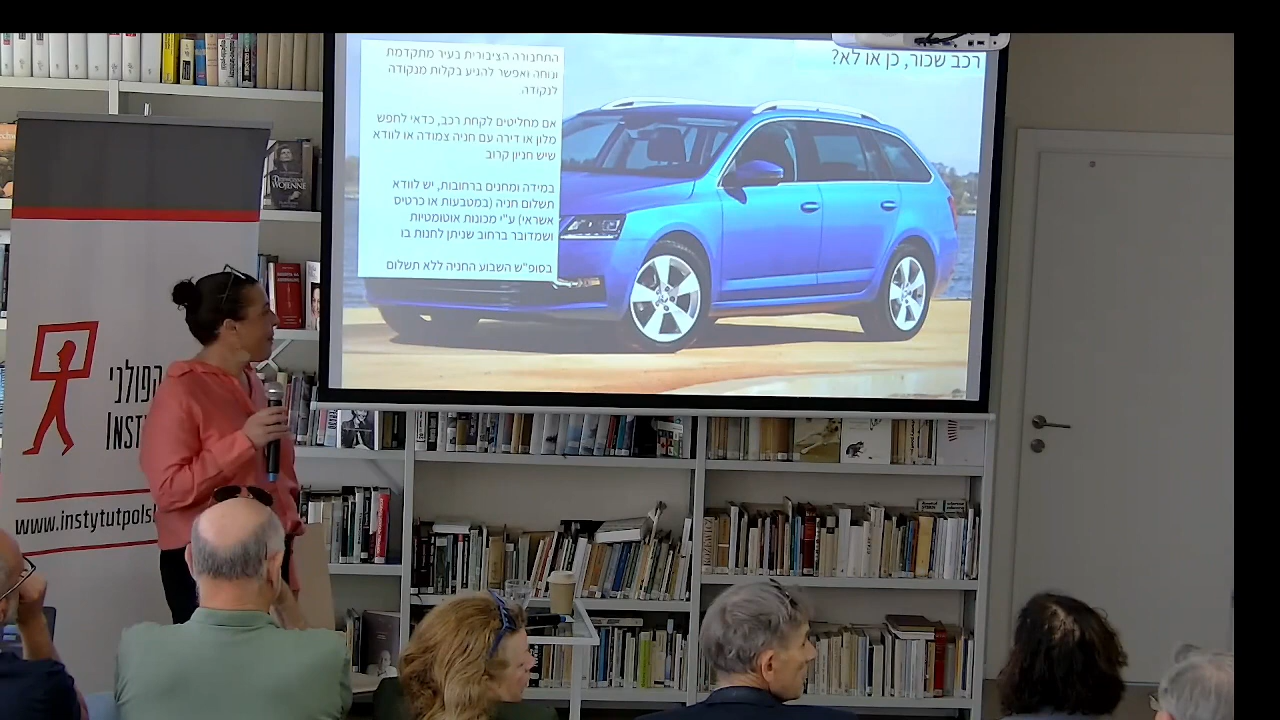 רכב שכור, כן או לא?
התחבורה הציבורית בעיר מתקדמת
ונוחה ואפשר להגיע בקלות מנקודה
לנקודה.
אם מחליטים לקחת רכב, כדאי לחפש
מלון או דירה עם חניה צמודה או לוודא
שיש חניון קרוב
במידה ומחנים ברחובות, יש לוודא
תשלום חניה (במטבעות או כרטיס
אשראי) ע"י מכונות אוטומטיות
ושמדובר ברחוב שניתן לחנות בו
בסופ"ש השבוע החניה ללא תשלום
הפולני
INST
www.instytutpols
WOJENNE